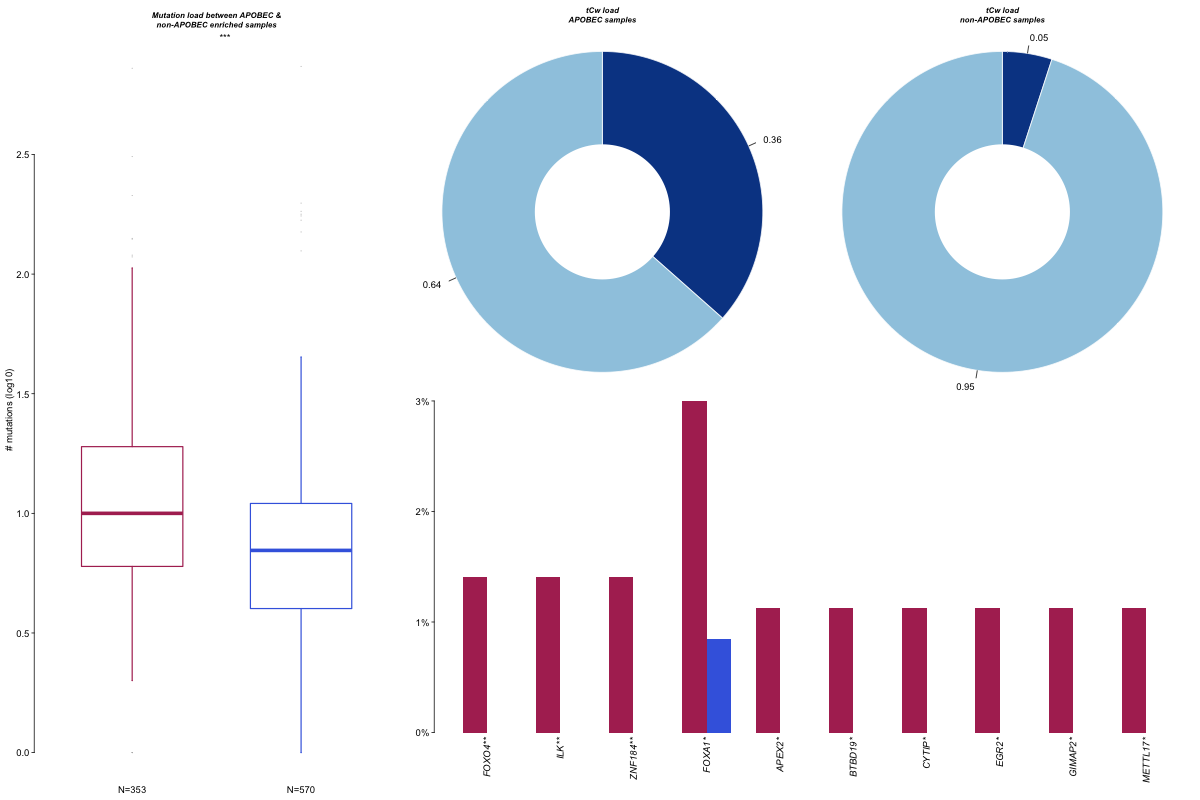 Mutation load between APOBEC &
non-APOBEC enriched samples
***
# mutations (log10)
2.5
2.0
1.5
1.0
0.5
0.0
N=353
N=570
tCw load
APOBEC samples
0.36
0.64
tCw load
non-APOBEC samples
0.05
0.95
3%
2%
1%
0%
FOXO4**
ILK**
ZNF184**
FOXA1*
APEX2*
BTBD19*
CYTIP*
EGR2*
GIMAP2*
METTL17*